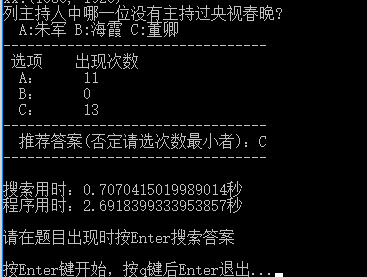 列主持人中哪一位没有主持过央视春晚?
A:朱军 B:海霞 C:董卿
--------------------------------
选项 出现次数
A: 11
B: 0
C: 13
--------------------------------
推荐答案(否定请选次数最小者): C
--------------------------------
搜索用时: 0.7070415019989014秒
程序用时: 2.6918399333953857秒
请在题目出现时按Enter搜索答案
按Enter键开始, 按q键后Enter退出...